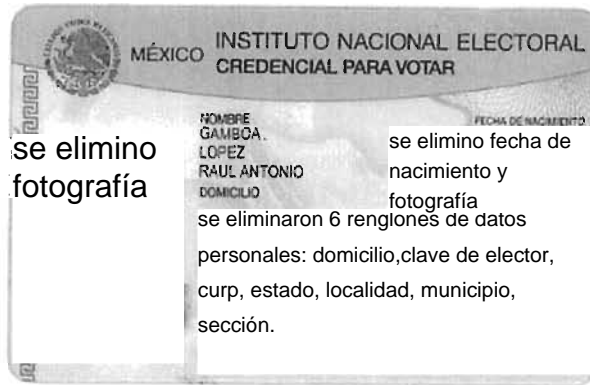 MÉXICO
INSTITUTO NACIONAL ELECTORAL
CREDENCIAL PARA VOTAR
NOMBRE
FECHA DE NACIMIENTO
GAMBOA
LOPEZ
RAUL ANTONIO
DOMICILIO
se elimino
fotografía
se elimino fecha de
nacimiento y
fotografía
se eliminaron 6 renglones de datos
personales: domicilio,clave de elector,
curp, estado, localidad, municipio,
sección.